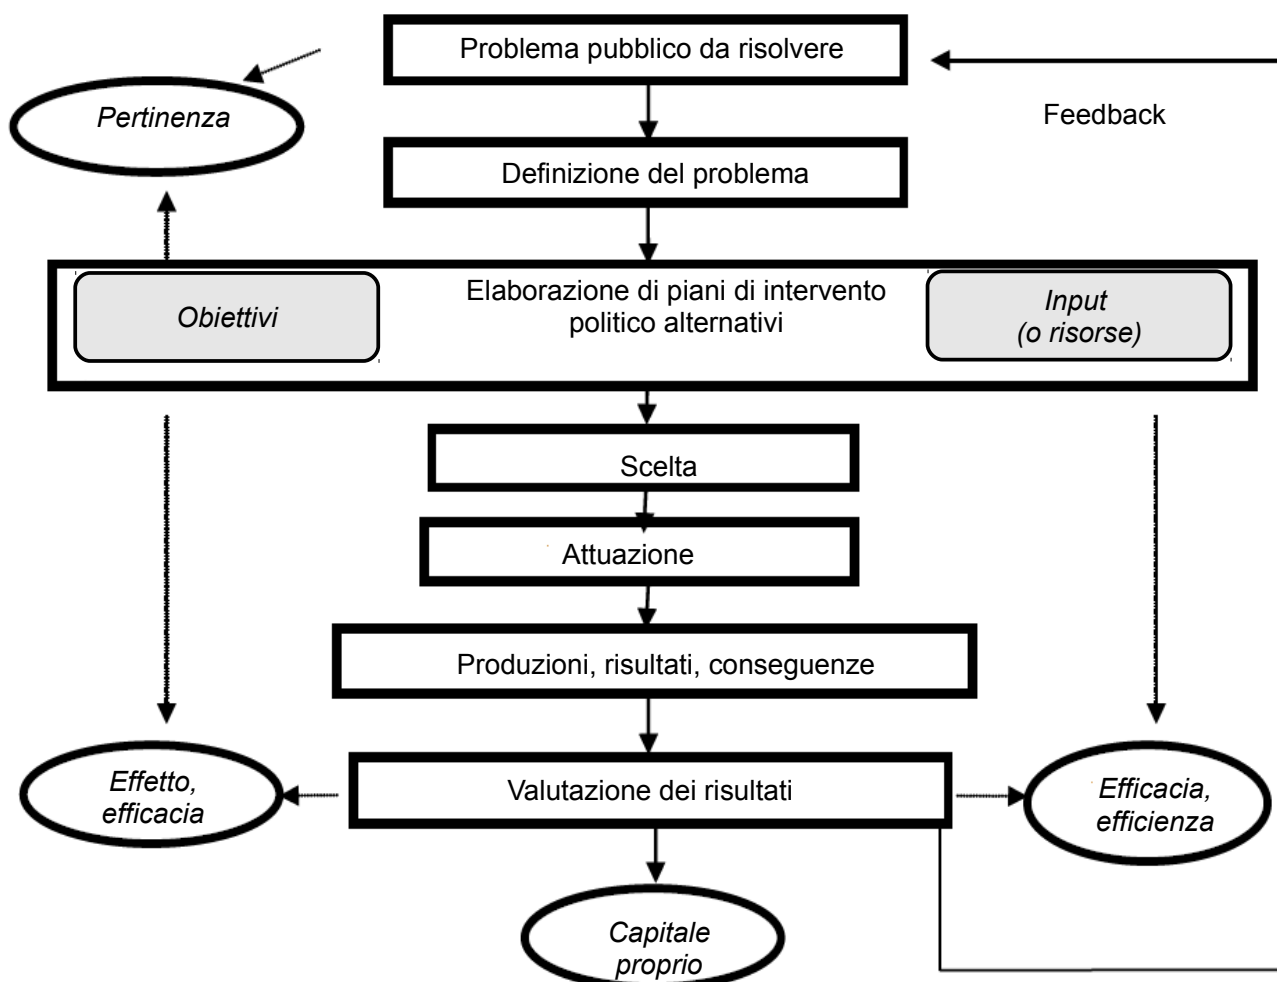 Problema pubblico da risolvere
Feedback
Pertinenza
Definizione del problema
Obiettivi
Elaborazione di piani di intervento
politico alternativi
Input
(o risorse)
Scelta
Attuazione
Produzioni, risultati, conseguenze
Effetto,
efficacia
Valutazione dei risultati
Efficacia,
efficienza
Capitale
proprio